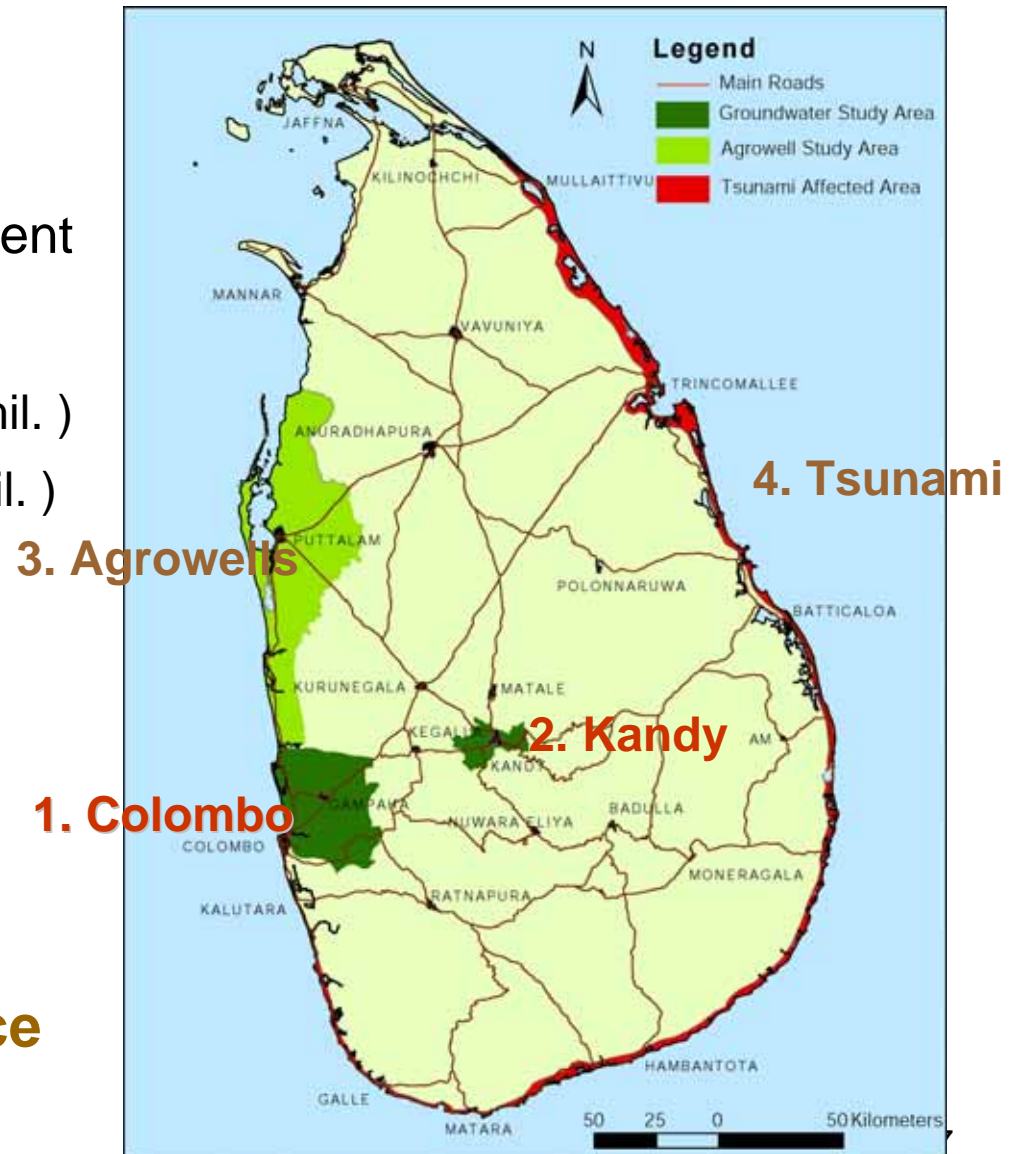 N
Legend
Main Roads
Groundwater Study Area
Agrowell Study Area
Tsunami Affected Area
JAFFNA
KILINOCHCHI
MULLAITTIVU
ent
MANNAR
VAVUNIYA
TRINCOMALLEE
il. )
ANURADHAPURA
4. Tsunami
il. )
PUTTALAM
3. Agrowells
POLONNARUWA
BATTICALOA
KURUNEGALA
MATALE
KEGALL
2. Kandy
AM
KANDY
GAMPAHA
1. Colombo
NUWARA ELIYA
BADULLA
COLOMBO
MONERAGALA
RATNAPURA
KALUTARA
ce
HAMBANTOTA
GALLE
MATARA
50 25 0 50 Kilometers